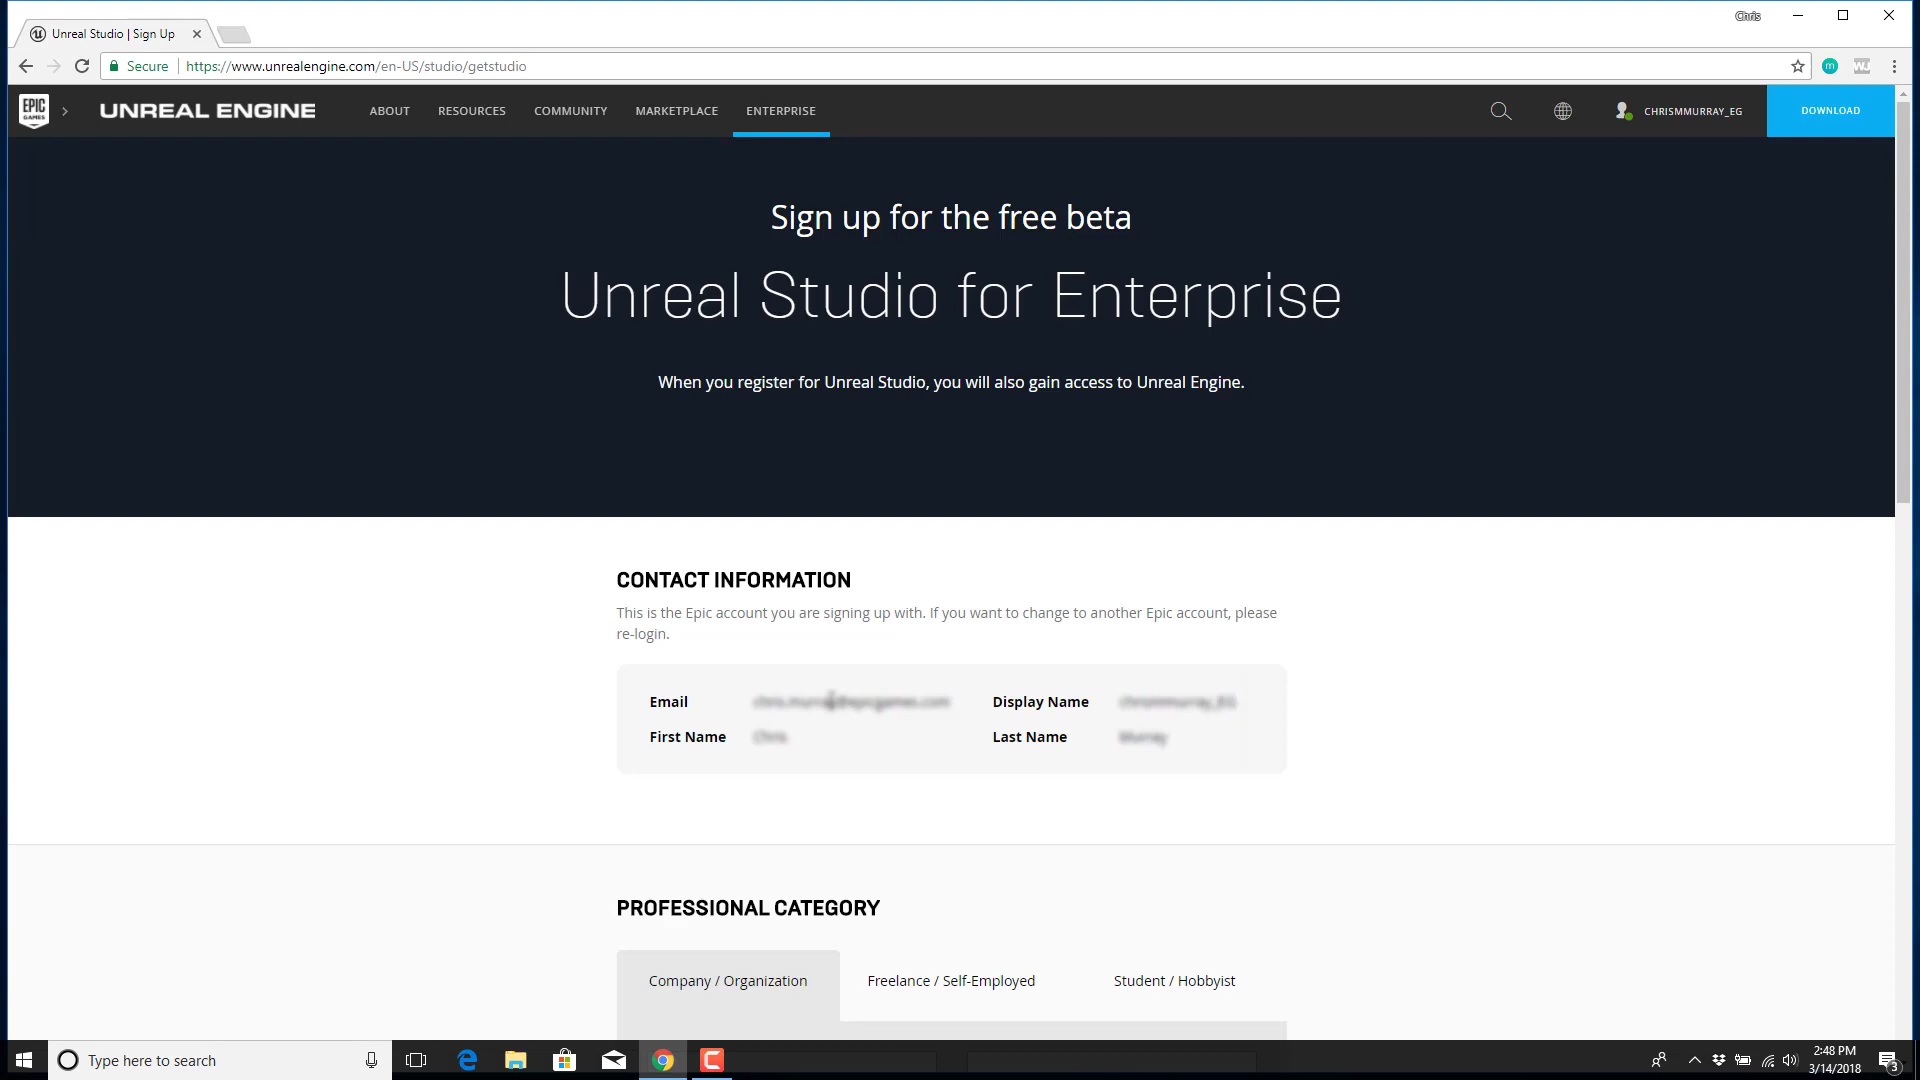 Chris
Unreal Studio | Sign Up
Secure
https://www.unrealengine.com/en-US/studio/getstudio
m
WJ
EPIC
GAMES
UNREAL ENGINE
ABOUT
RESOURCES
COMMUNITY
MARKETPLACE
ENTERPRISE
CHRISMMURRAY_EG
DOWNLOAD
Sign up for the free beta
Unreal Studio for Enterprise
When you register for Unreal Studio, you will also gain access to Unreal Engine.
CONTACT INFORMATION
This is the Epic account you are signing up with. If you want to change to another Epic account, please
re-login.
Email
Display Name
First Name
Last Name
PROFESSIONAL CATEGORY
Company / Organization
Freelance / Self-Employed
Student / Hobbyist
Type here to search
2:48 PM
3/14/2018
3